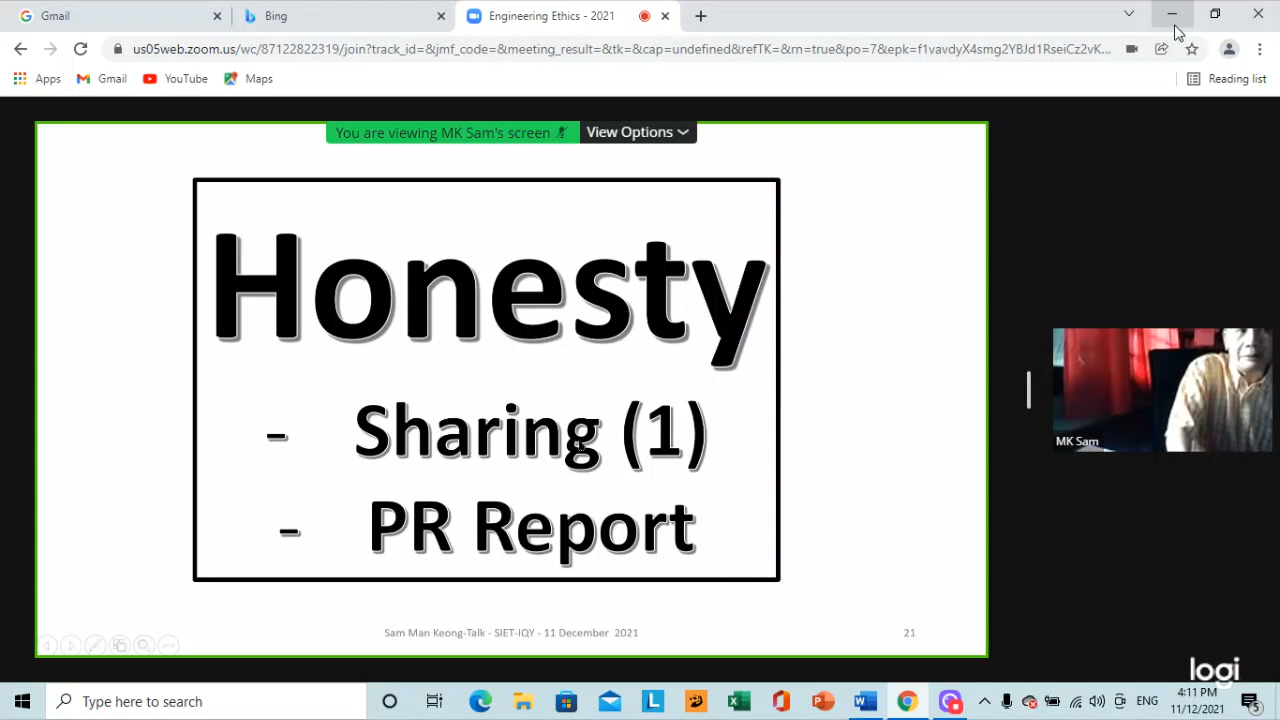 Gmail
Bing
Engineering Ethics - 2021
us05web.zoom.us/wc/87122822319/join?track_id=&jmf_code=&meeting_result=&tk=&cap=undefined&refTK=&rn=true&po=7&epk=f1vavdyX4smg2YBJd1RseiCz2vK...
Apps
Gmail
YouTube
Maps
Reading list
You are viewing MK Sam's screen
View Options
Honesty
- Sharing (1)
- PR Report
MK Sam
Sam Man Keong-Talk - SIET-IQY - 11 December 2021
21
logi
Type here to search
ENG
4:11 PM
11/12/2021
5